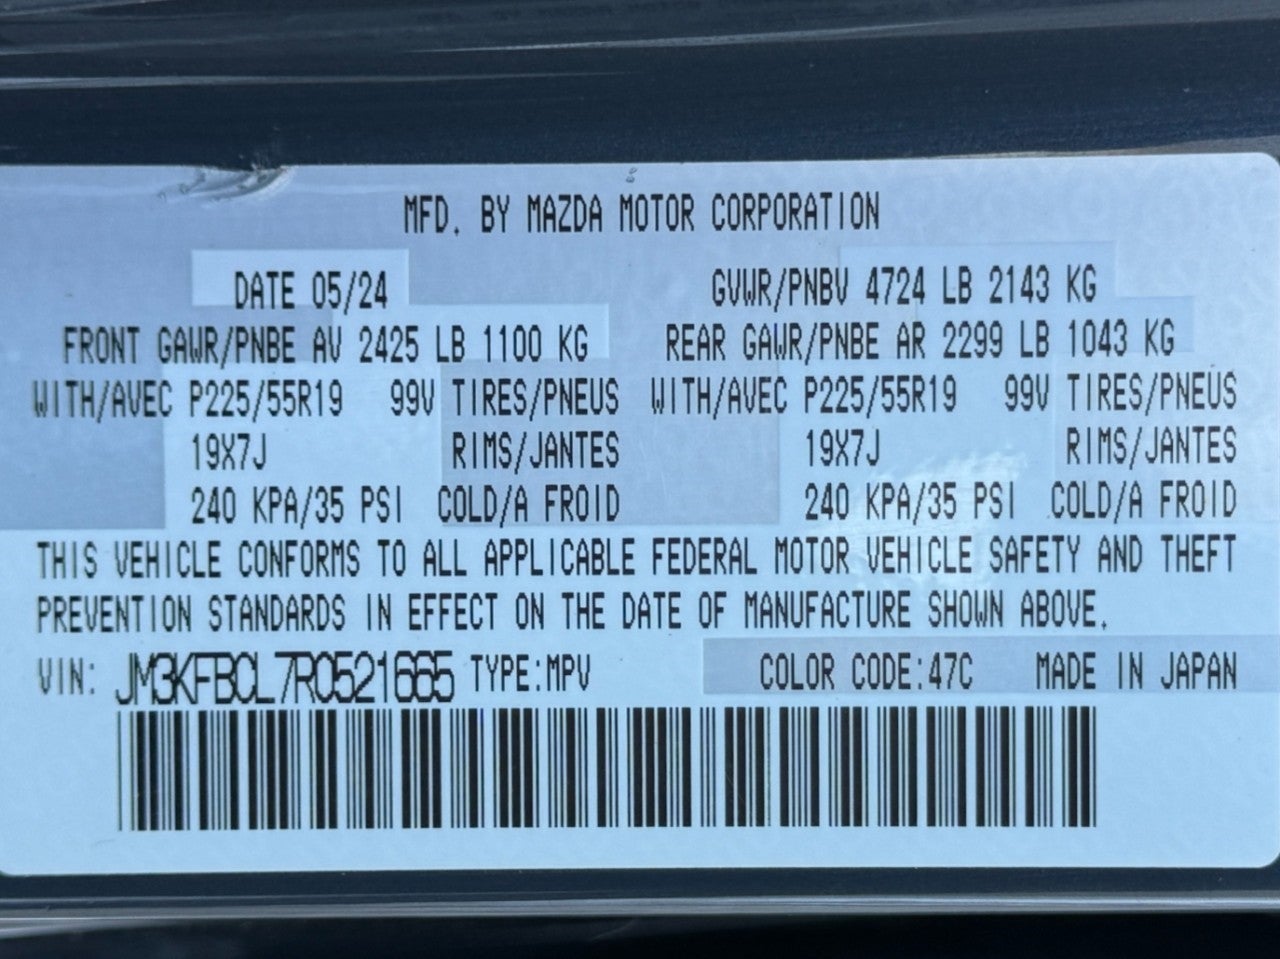 MFD. BY MAZDA MOTOR CORPORATION
DATE 05/24 GVWR/PNBV 4724 LB 2143 KG
FRONT GAWR/PNBE AV 2425 LB 1100 KG REAR GAWR/PNBE AR 2299 LB 1043 KG
WITH/AVEC P225/55R19 99V TIRES/PNEUS WITH/AVEC P225/55R19 99V TIRES/PNEUS
19X7J RIMS/JANTES 19X7J RIMS/JANTES
240 KPA/35 PSI COLD/A FROID 240 KPA/35 PSI COLD/A FROID
THIS VEHICLE CONFORMS TO ALL APPLICABLE FEDERAL MOTOR VEHICLE SAFETY AND THEFT
PREVENTION STANDARDS IN EFFECT ON THE DATE OF MANUFACTURE SHOWN ABOVE.
VIN: JM3KFBCL7R0521665 TYPE:MPV COLOR CODE:47C MADE IN JAPAN